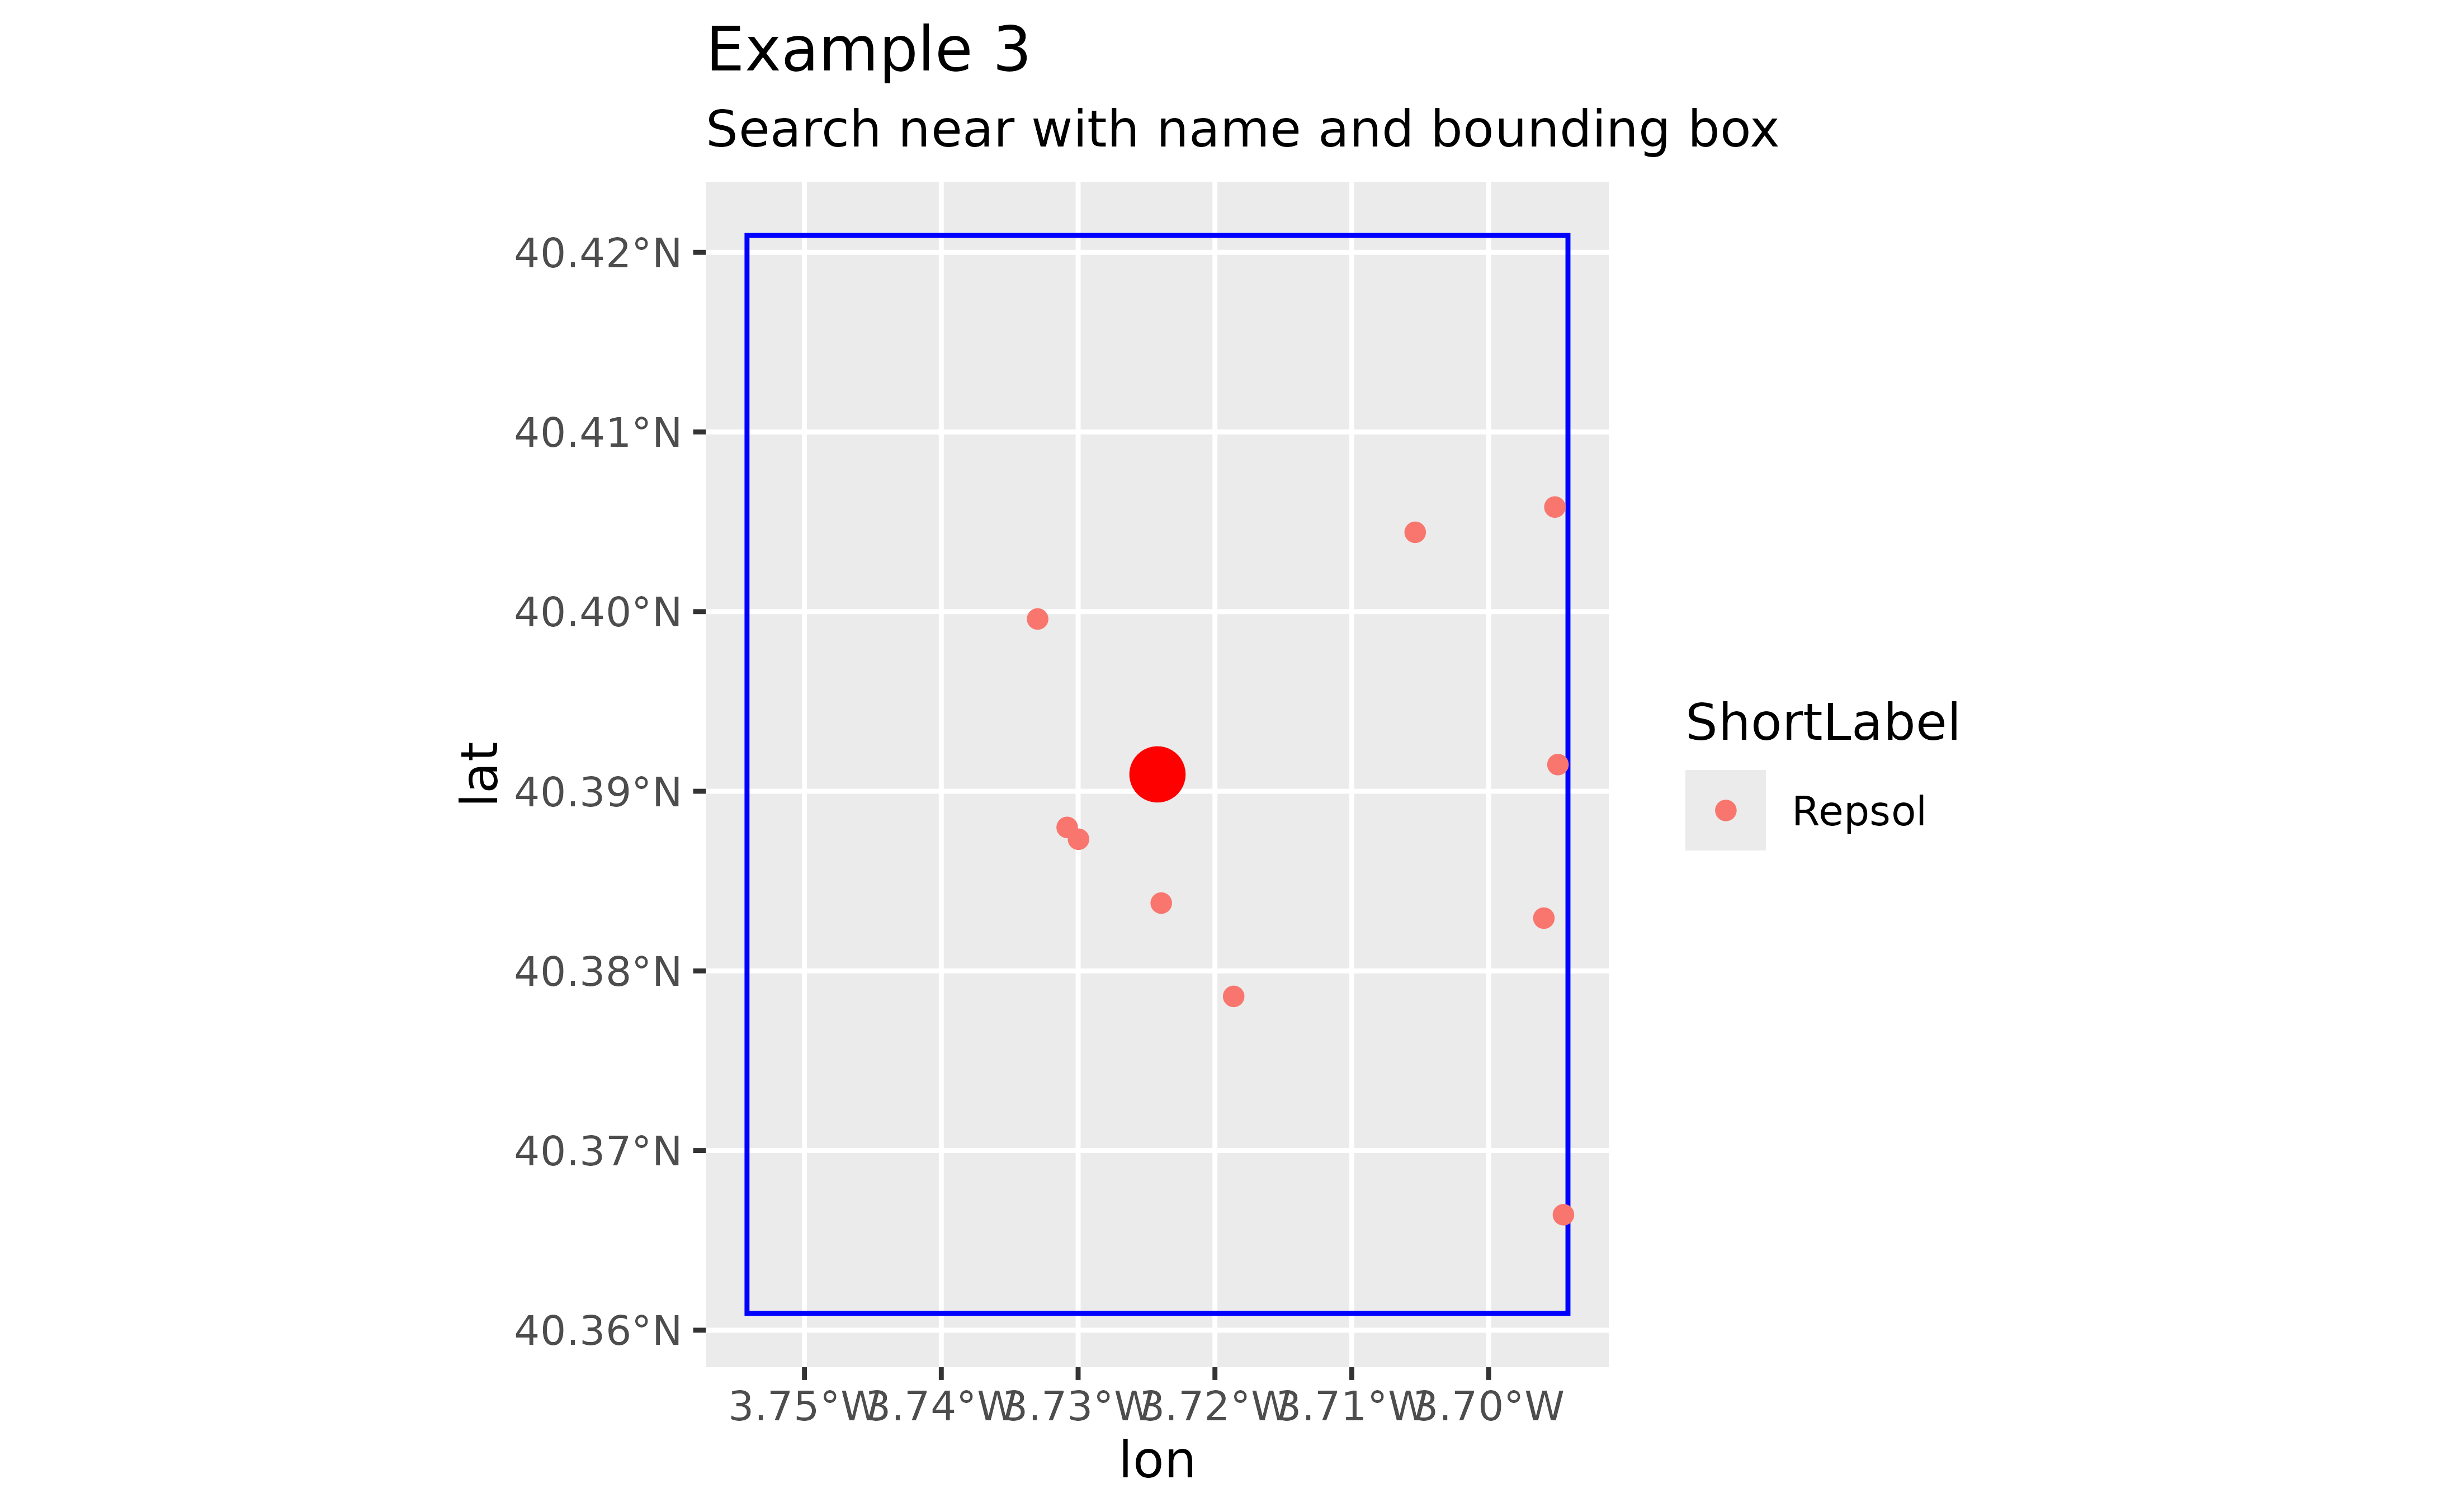 Example 3
Search near with name and bounding box
40.42°N
40.41°N
40.40°N
40.39°N
40.38°N
40.37°N
40.36°N
lat
3.75°W 3.74°W 3.73°W 3.72°W 3.71°W 3.70°W
lon
ShortLabel
Repsol